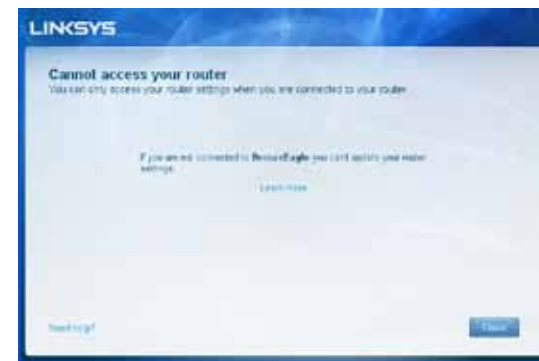 LINKSYS
Cannot access your router
You can only access your router settings when you are connected to your router.
If you are not connected to you can't update your router
settings.
Learn more
Need help?
Close